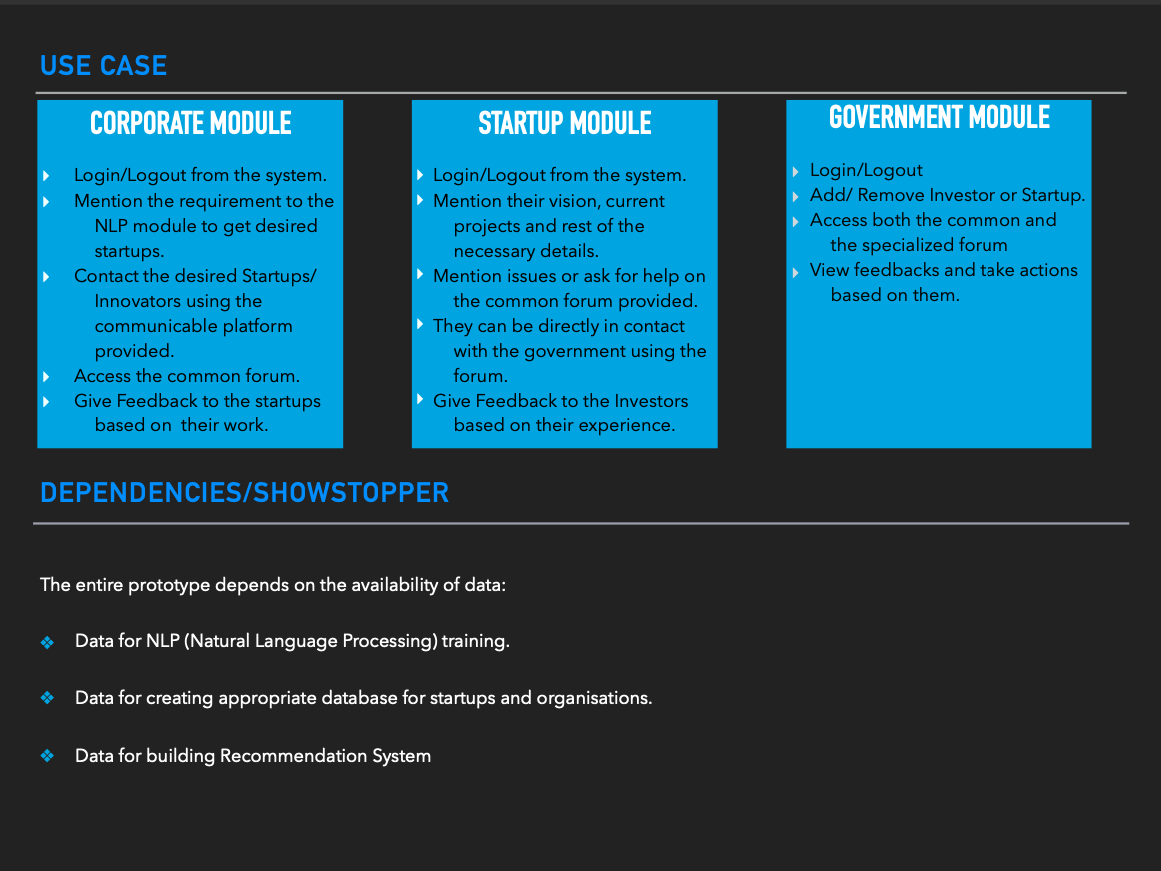 USE CASE
CORPORATE MODULE
Login/Logout from the system.
Mention the requirement to the
NLP module to get desired
startups.
Contact the desired Startups/
Innovators using the
communicable platform
provided.
Access the common forum.
Give Feedback to the startups
based on  their work.
STARTUP MODULE
Login/Logout from the system.
Mention their vision, current
projects and rest of the
necessary details.
Mention issues or ask for help on
the common forum provided.
They can be directly in contact
with the government using the
forum.
Give Feedback to the Investors
based on their experience.
GOVERNMENT MODULE
Login/Logout
Add/ Remove Investor or Startup.
Access both the common and
the specialized forum
View feedbacks and take actions
based on them.
DEPENDENCIES/SHOWSTOPPER
The entire prototype depends on the availability of data:
Data for NLP (Natural Language Processing) training.
Data for creating appropriate database for startups and organisations.
Data for building Recommendation System